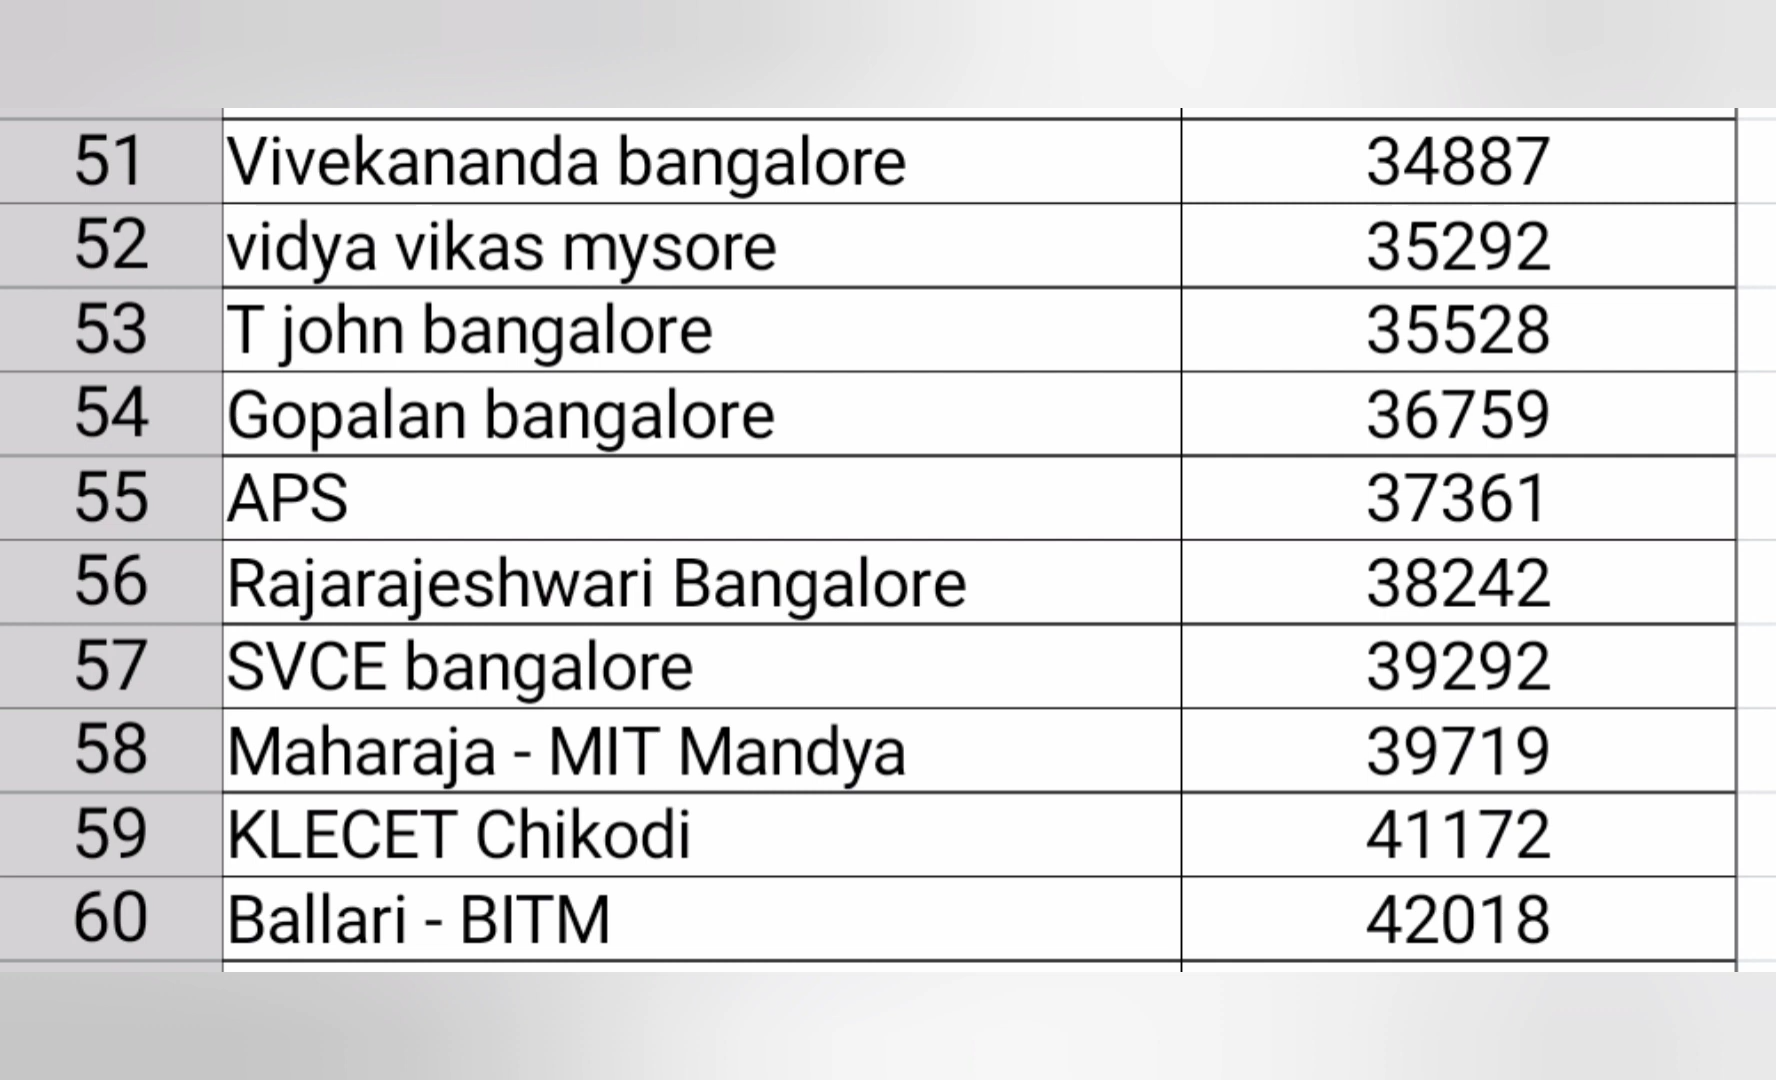 51 Vivekananda bangalore 34887
52 vidya vikas mysore 35292
53 T john bangalore 35528
54 Gopalan bangalore 36759
55 APS 37361
56 Rajarajeshwari Bangalore 38242
57 SVCE bangalore 39292
58 Maharaja - MIT Mandya 39719
59 KLECET Chikodi 41172
60 Ballari - BITM 42018